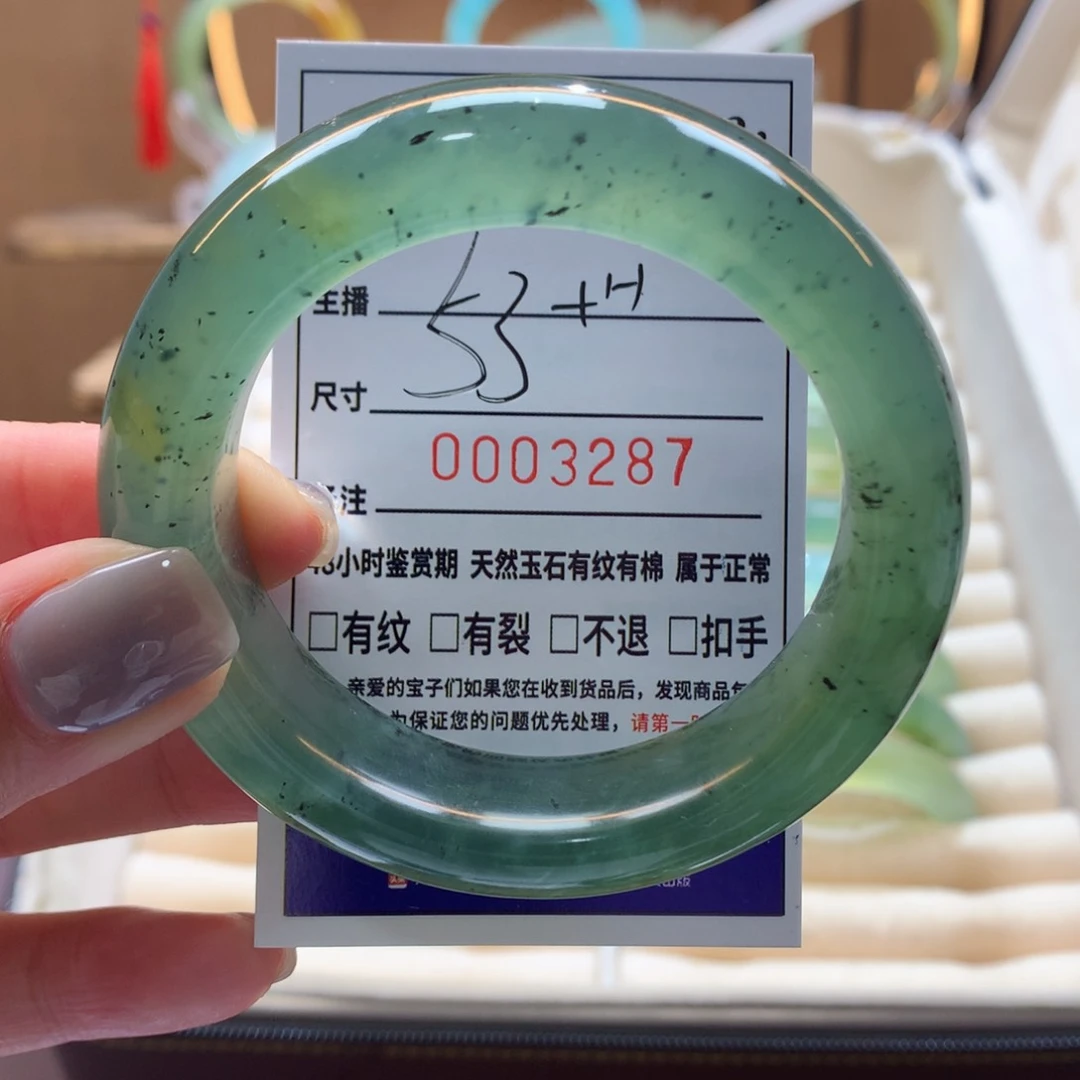 主播
53+H
尺寸
0003287
注
小时鉴赏期 天然玉石有纹有棉 属于正常
□有纹 □有裂 □不退 □扣手
亲爱的宝子们如果您在收到货品后，发现商品
为保证您的问题优先处理，请第一